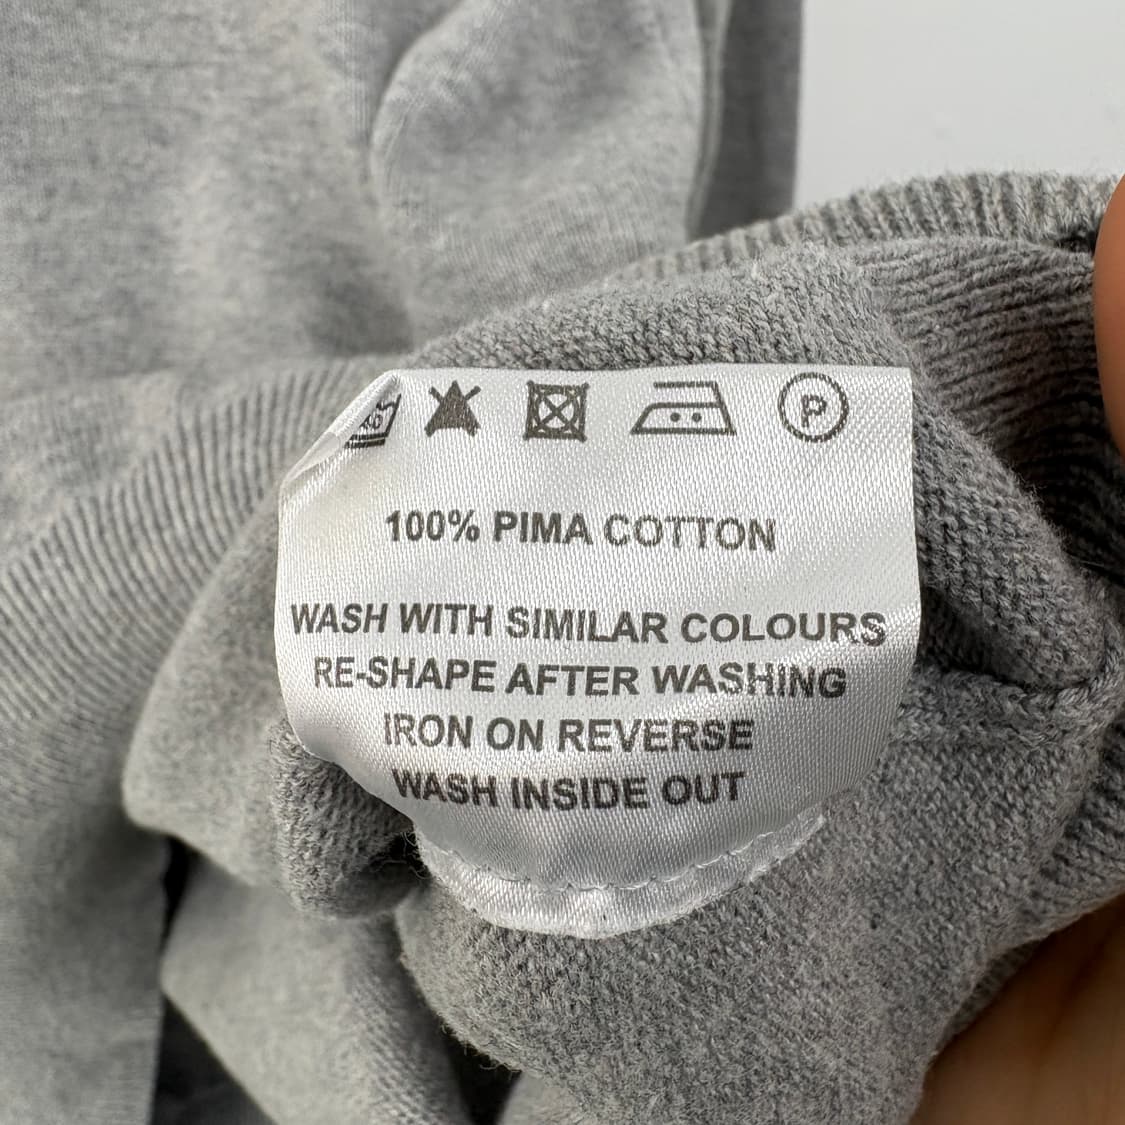 P
100% PIMA COTTON
WASH WITH SIMILAR COLOURS
RE-SHAPE AFTER WASHING
IRON ON REVERSE
WASH INSIDE OUT